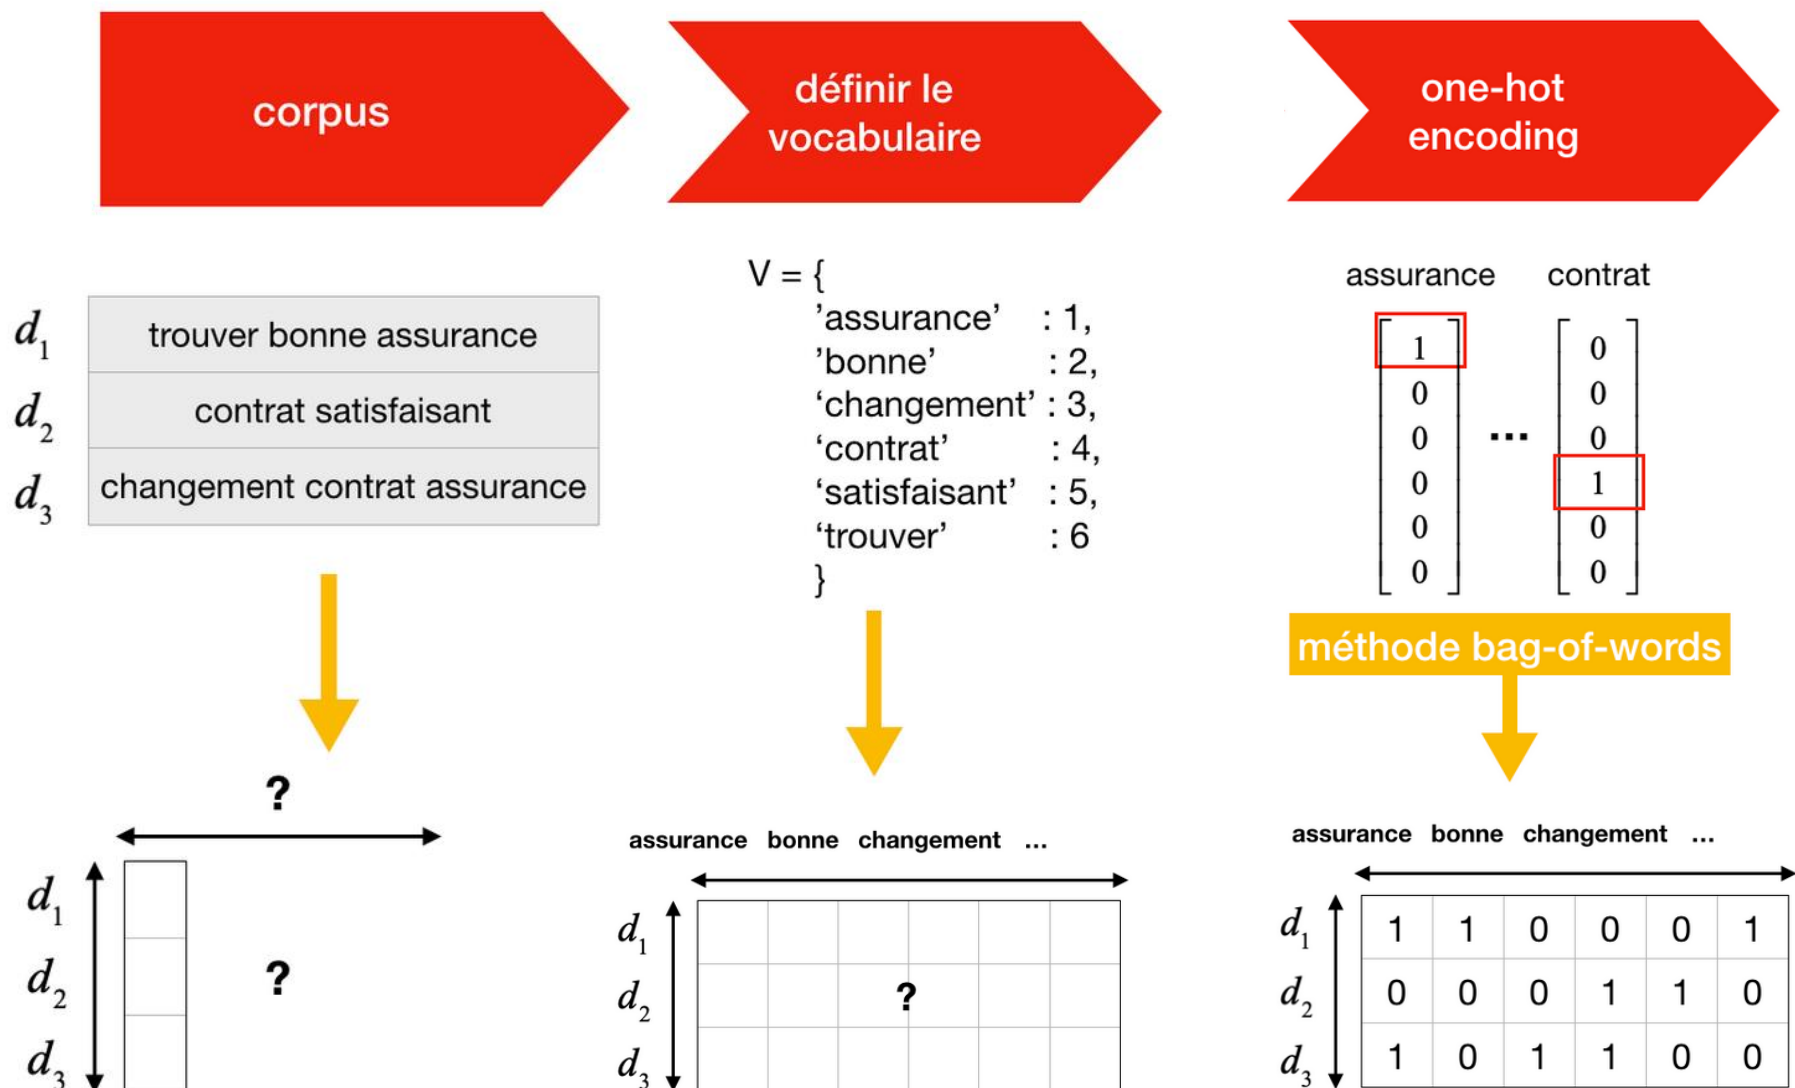 corpus
définir le
vocabulaire
one-hot
encoding
d1 trouver bonne assurance
d2 contrat satisfaisant
d3 changement contrat assurance
V = {
’assurance’ : 1,
’bonne’ : 2,
‘changement’ : 3,
‘contrat’ : 4,
‘satisfaisant’ : 5,
‘trouver’ : 6
}
assurance contrat
1 0
0 0
0 ... 0
0 1
0 0
0 0
méthode bag-of-words
?
d1
d2 ?
d3
assurance bonne changement ...
d1
d2 ?
d3
assurance bonne changement ...
d1 1 1 0 0 0 1
d2 0 0 0 1 1 0
d3 1 0 1 1 0 0